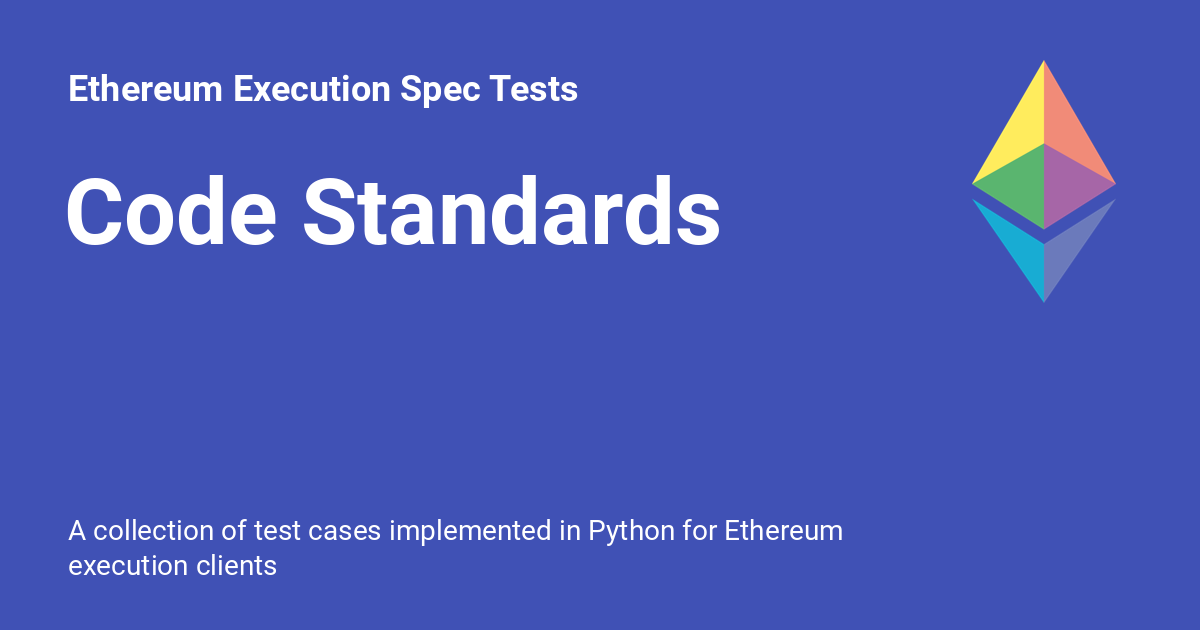 Ethereum Execution Spec Tests
Code Standards
A collection of test cases implemented in Python for Ethereum
execution clients